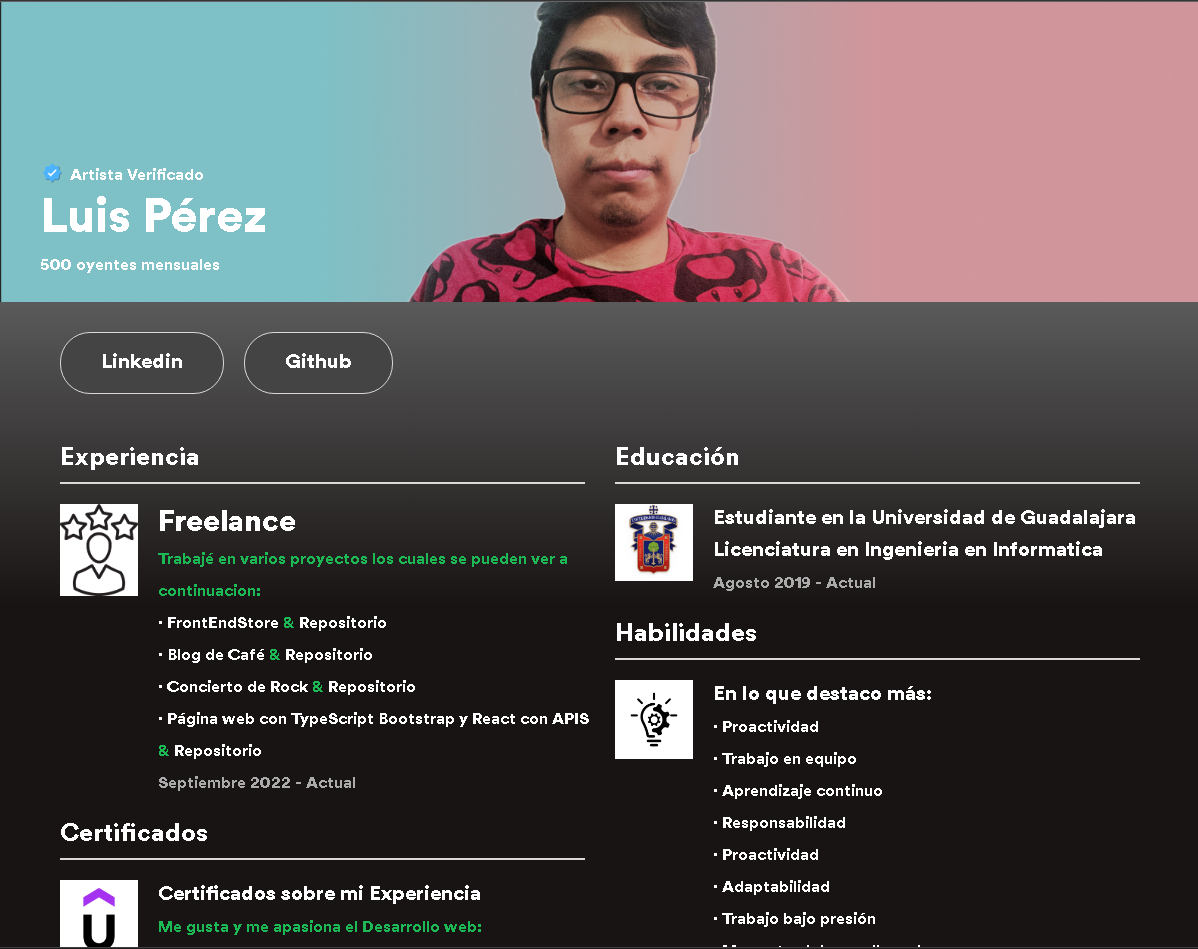 Artista Verificado
Luis Pérez
500 oyentes mensuales
Linkedin
Github
Experiencia
Freelance
Trabajé en varios proyectos los cuales se pueden ver a
continuacion:
· FrontEndStore & Repositorio
· Blog de Café & Repositorio
· Concierto de Rock & Repositorio
· Página web con TypeScript Bootstrap y React con APIS
& Repositorio
Septiembre 2022 - Actual
Certificados
Certificados sobre mi Experiencia
Me gusta y me apasiona el Desarrollo web:
Educación
Estudiante en la Universidad de Guadalajara
Licenciatura en Ingenieria en Informatica
Agosto 2019 - Actual
Habilidades
En lo que destaco más:
· Proactividad
· Trabajo en equipo
· Aprendizaje continuo
· Responsabilidad
· Proactividad
· Adaptabilidad
· Trabajo bajo presión